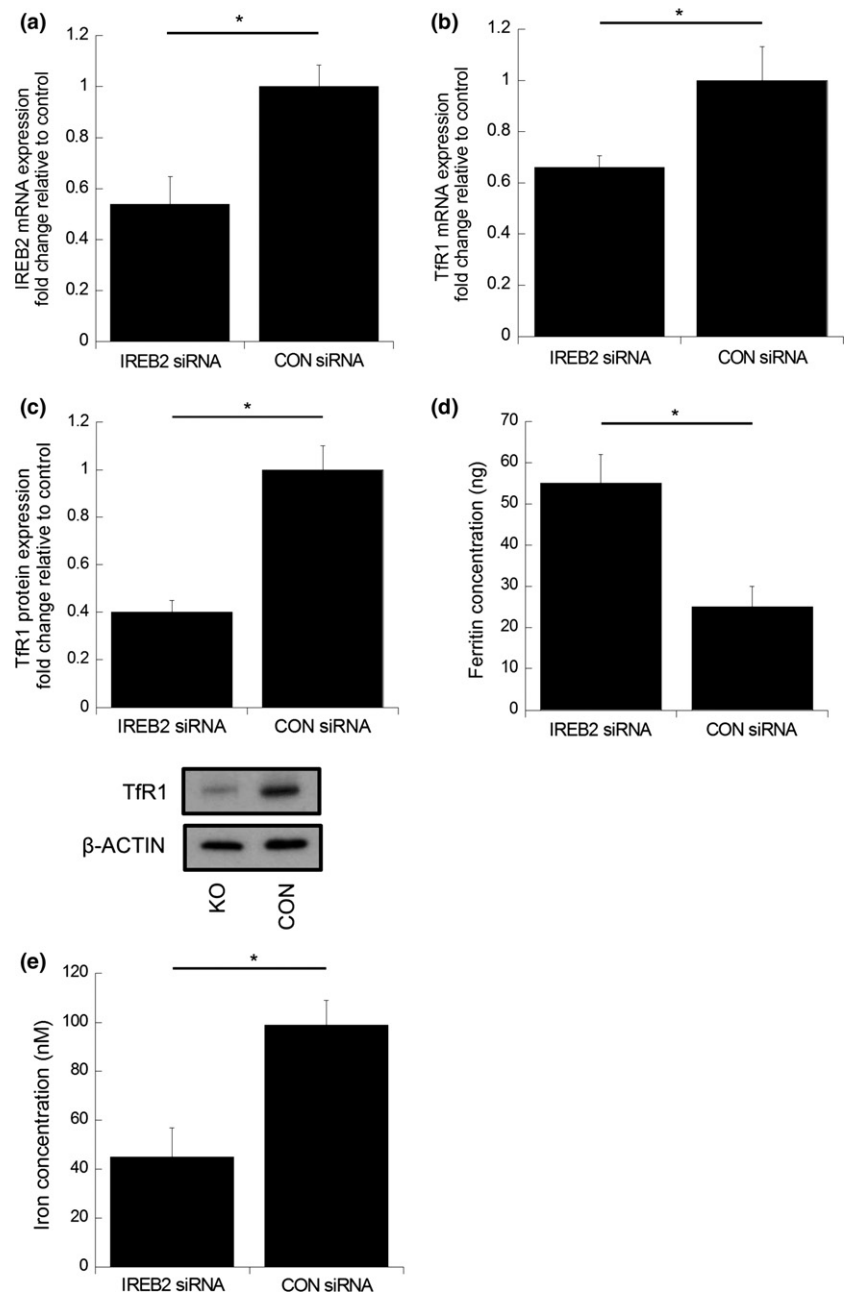 (a)
*
1.2
1
0.8
0.6
0.4
0.2
0
IREB2 mRNA expression
fold change relative to control
IREB2 siRNA
CON siRNA
(b)
*
1.2
1
0.8
0.6
0.4
0.2
0
TfR1 mRNA expression
fold change relative to control
IREB2 siRNA
CON siRNA
(c)
*
1.2
1
0.8
0.6
0.4
0.2
0
TfR1 protein expression
fold change relative to control
IREB2 siRNA
CON siRNA
TfR1
β-ACTIN
KO
CON
(d)
*
70
60
50
40
30
20
10
0
Ferritin concentration (ng)
IREB2 siRNA
CON siRNA
(e)
*
120
100
80
60
40
20
0
Iron concentration (nM)
IREB2 siRNA
CON siRNA